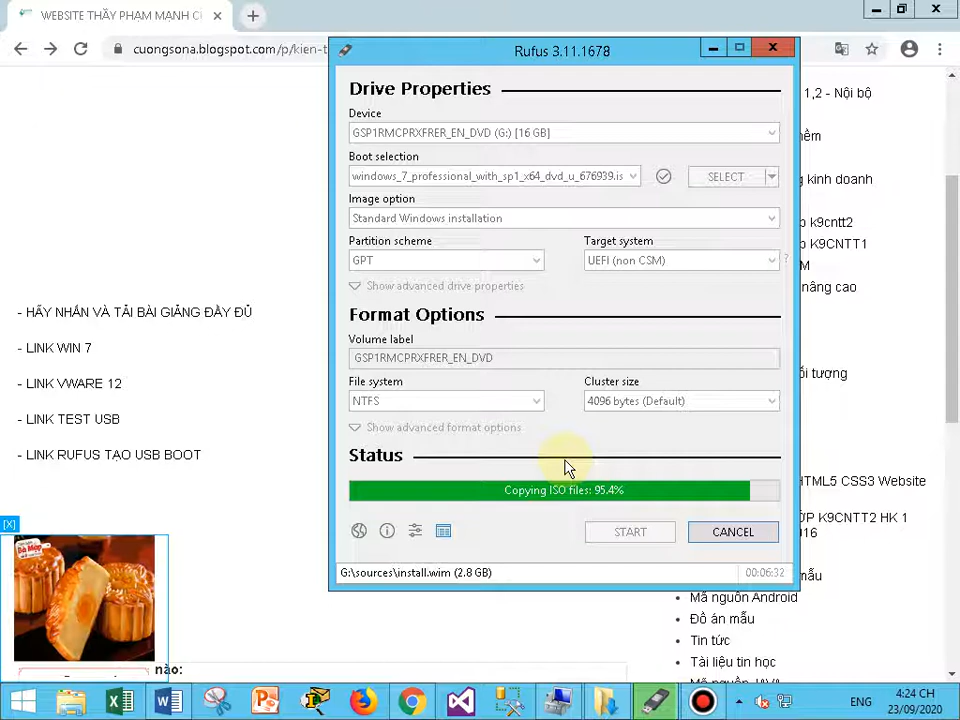 WEBSITE THẦY PHẠM MẠNH C
cuongsona.blogspot.com/p/kien-t
Rufus 3.11.1678
Drive Properties
Device
GSP1RMCPRXFRER_EN_DVD (G:) [16 GB]
Boot selection
windows_7_professional_with_sp1_x64_dvd_u_676939.is
SELECT
Image option
Standard Windows installation
Partition scheme
Target system
GPT
UEFI (non CSM)
?
Show advanced drive properties
Format Options
Volume label
GSP1RMCPRXFRER_EN_DVD
File system
Cluster size
NTFS
4096 bytes (Default)
Show advanced format options
Status
Copying ISO files: 95.4%
START
CANCEL
G:\sources\install.wim (2.8 GB)
00:06:32
- HÃY NHẤN VÀ TẢI BÀI GIẢNG ĐẦY ĐỦ
- LINK WIN 7
- LINK VWARE 12
- LINK TEST USB
- LINK RUFUS TẠO USB BOOT
[X]
nào:
1,2 - Nội bộ
kinh doanh
k9cntt2
K9CNTT1
nâng cao
đối tượng
HTML5 CSS3 Website
K9CNTT2 HK 1
016
mẫu
Mã nguồn Android
Đồ án mẫu
Tin tức
Tài liệu tin học
ENG
4:24 CH
23/09/2020